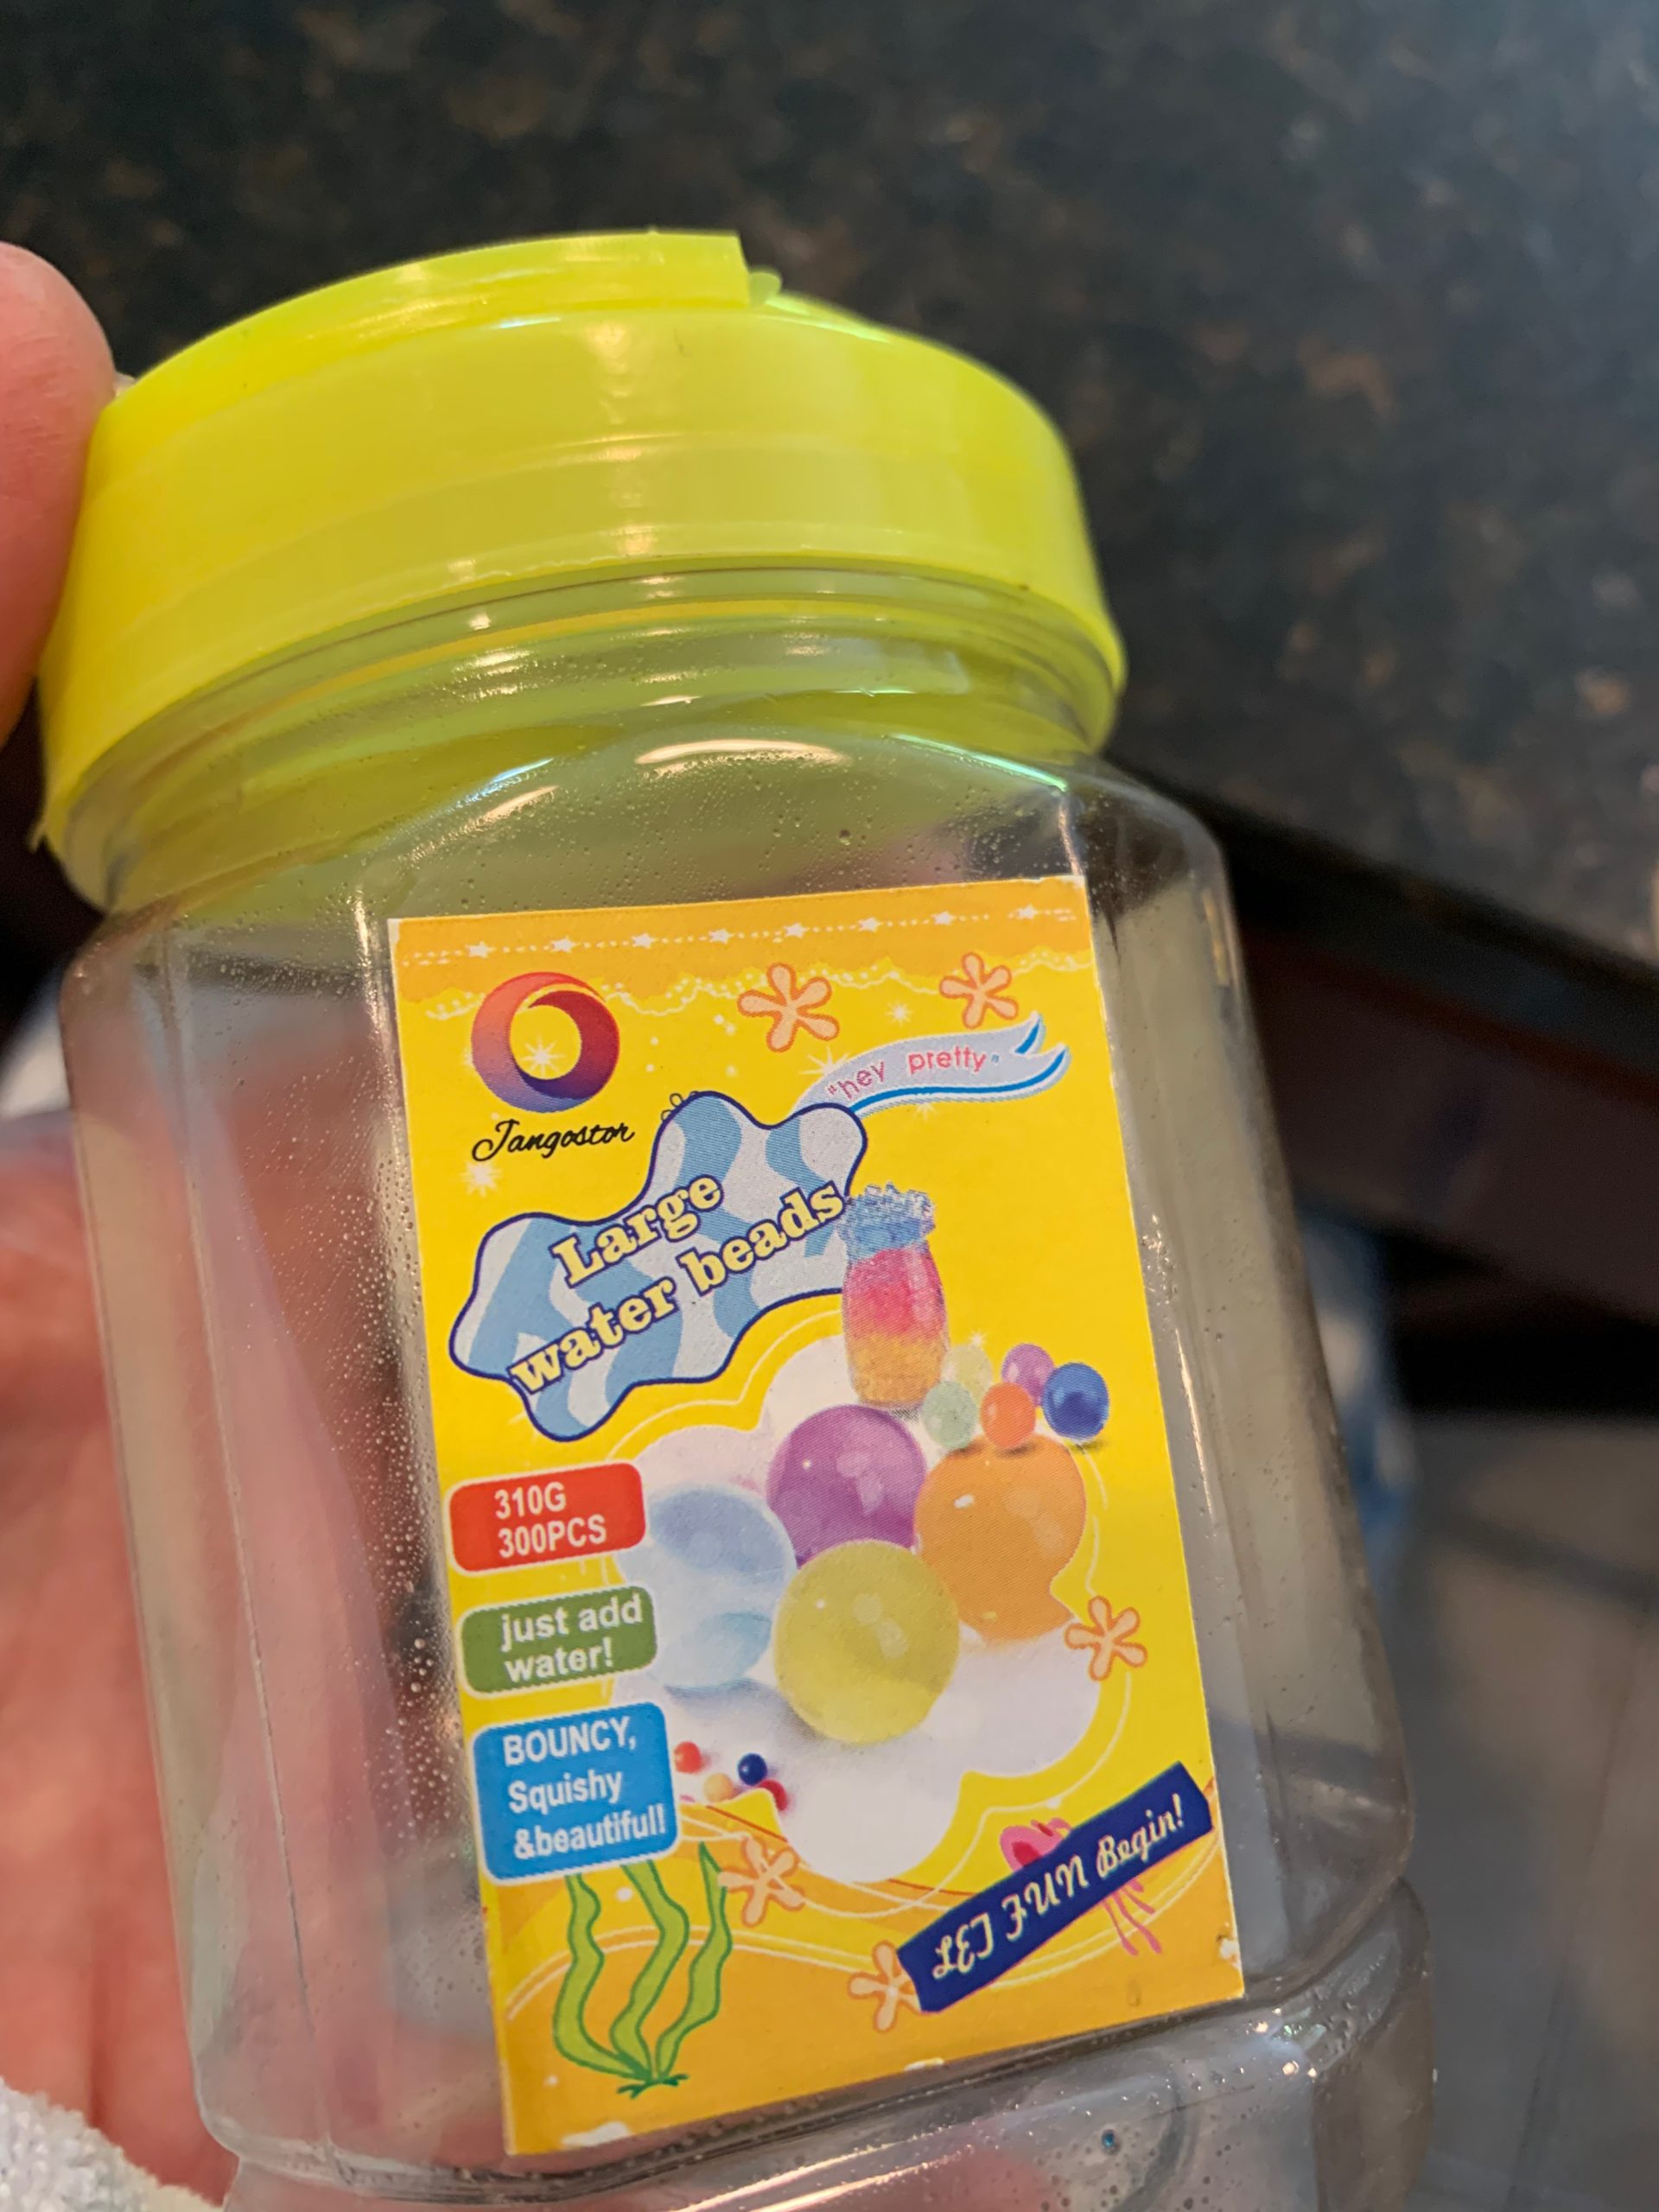 Jangostor
"hey pretty"
Large
water beads
310G
300PCS
just add
water!
BOUNCY,
Squishy
&beautiful!
LET FUN Begin!